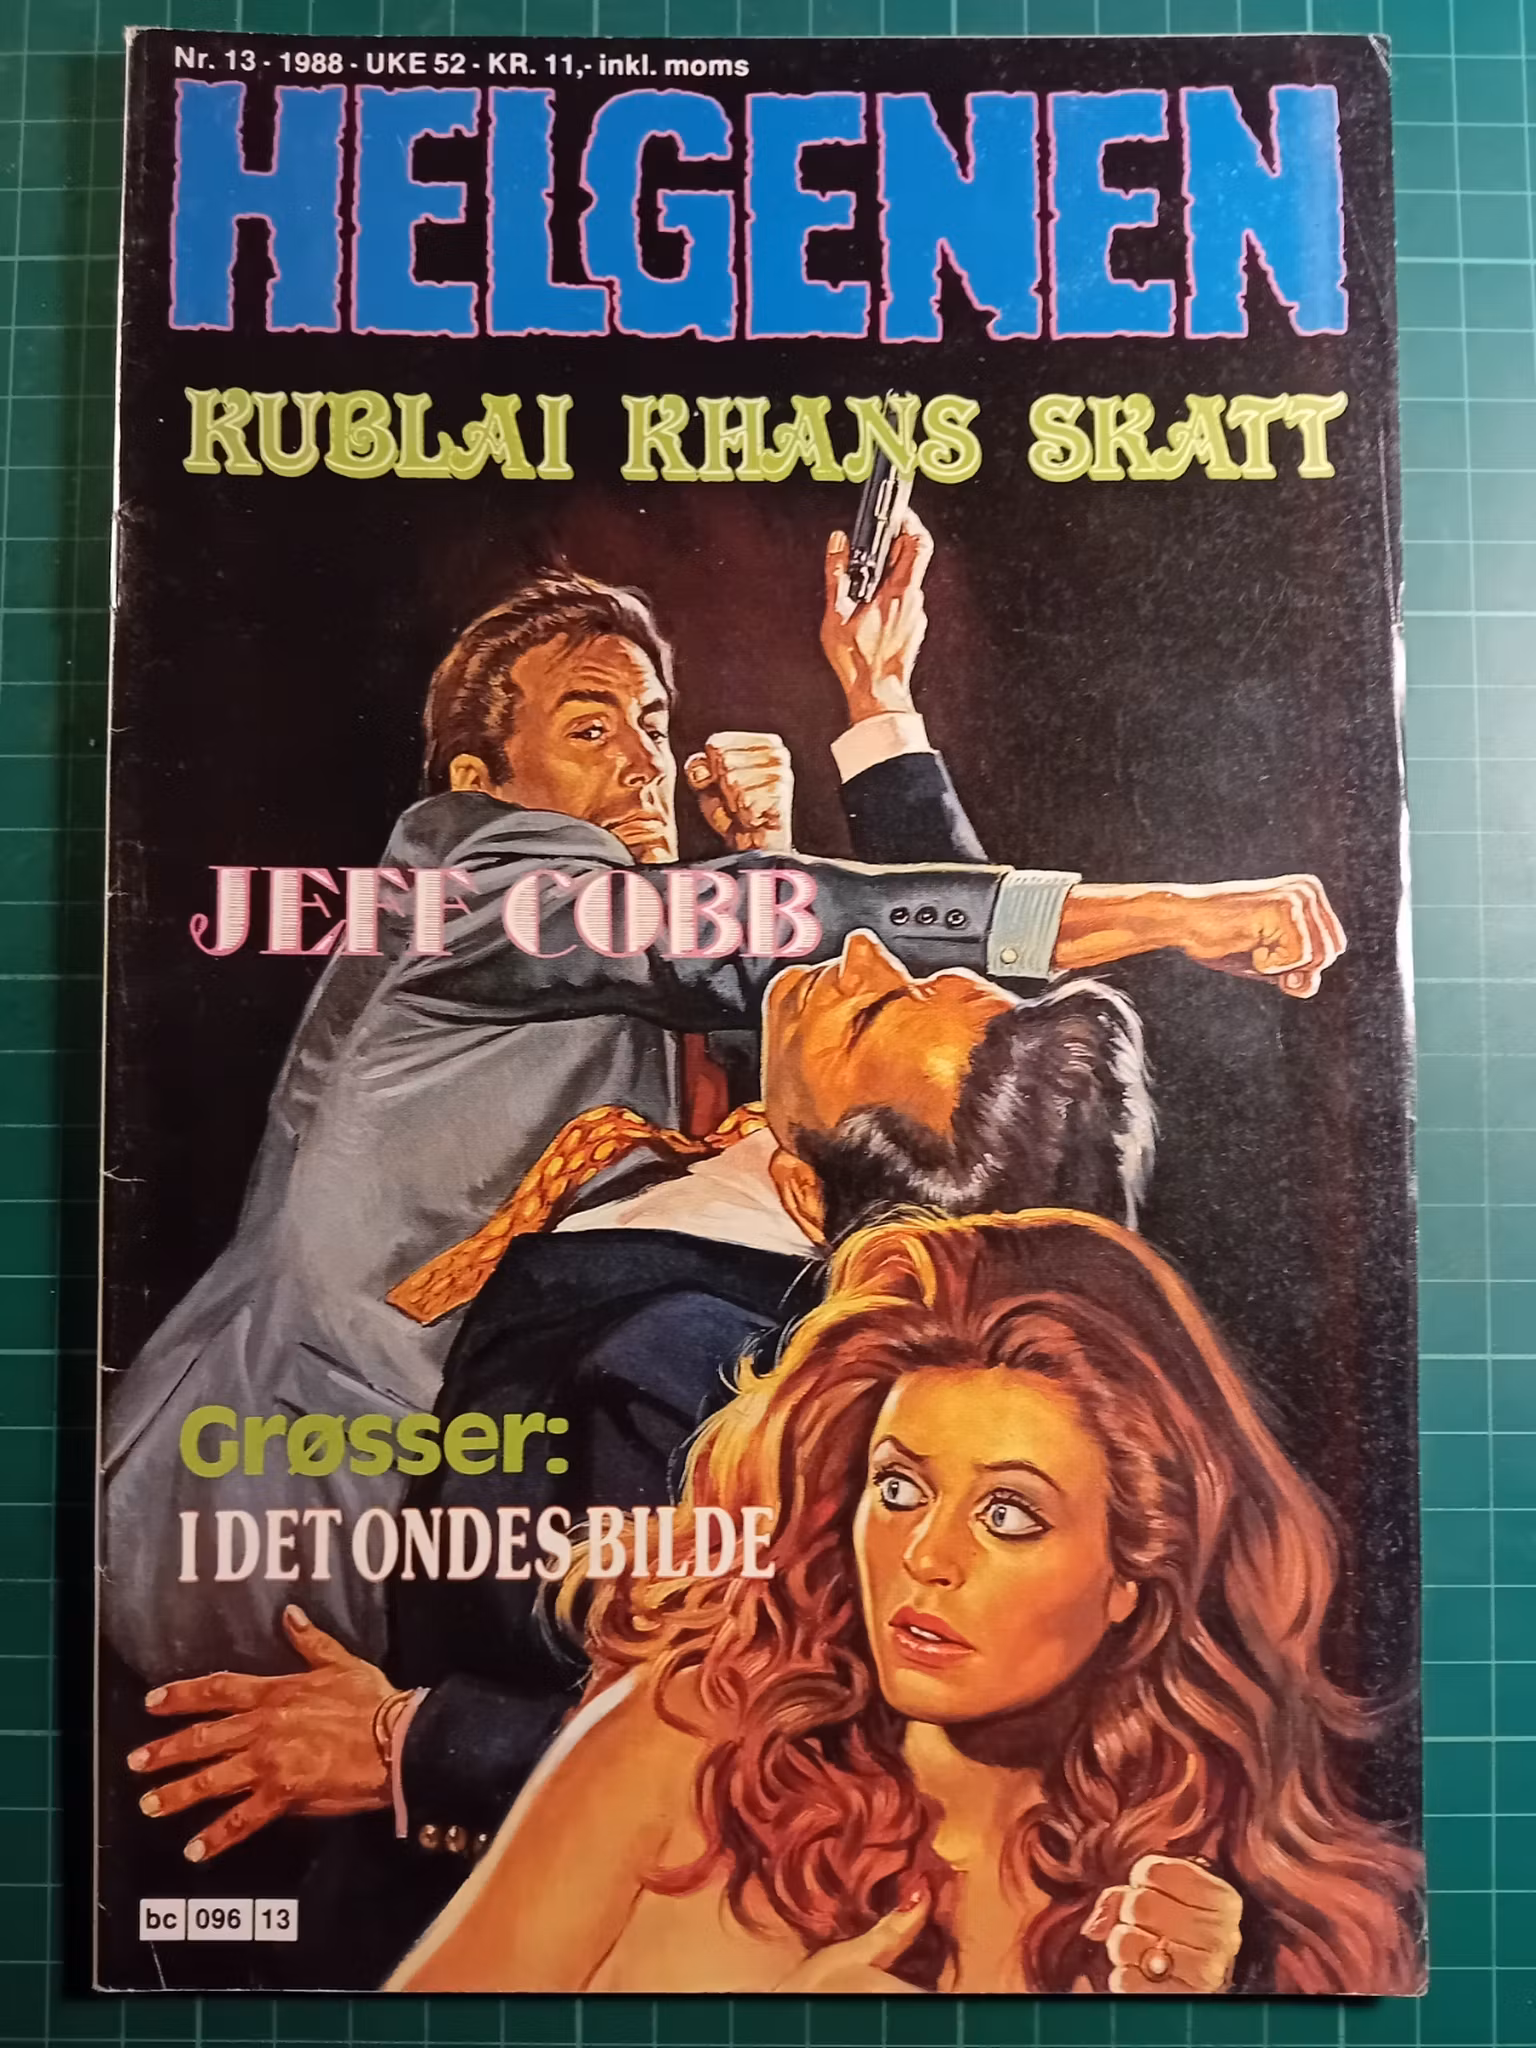 Nr. 13 - 1988 - UKE 52 - KR. 11,- inkl. moms
HELGENEN
KUBLAI KHANS SKATT
JEFF COBB
Grøsser:
I DET ONDES BILDE
bc 096 13